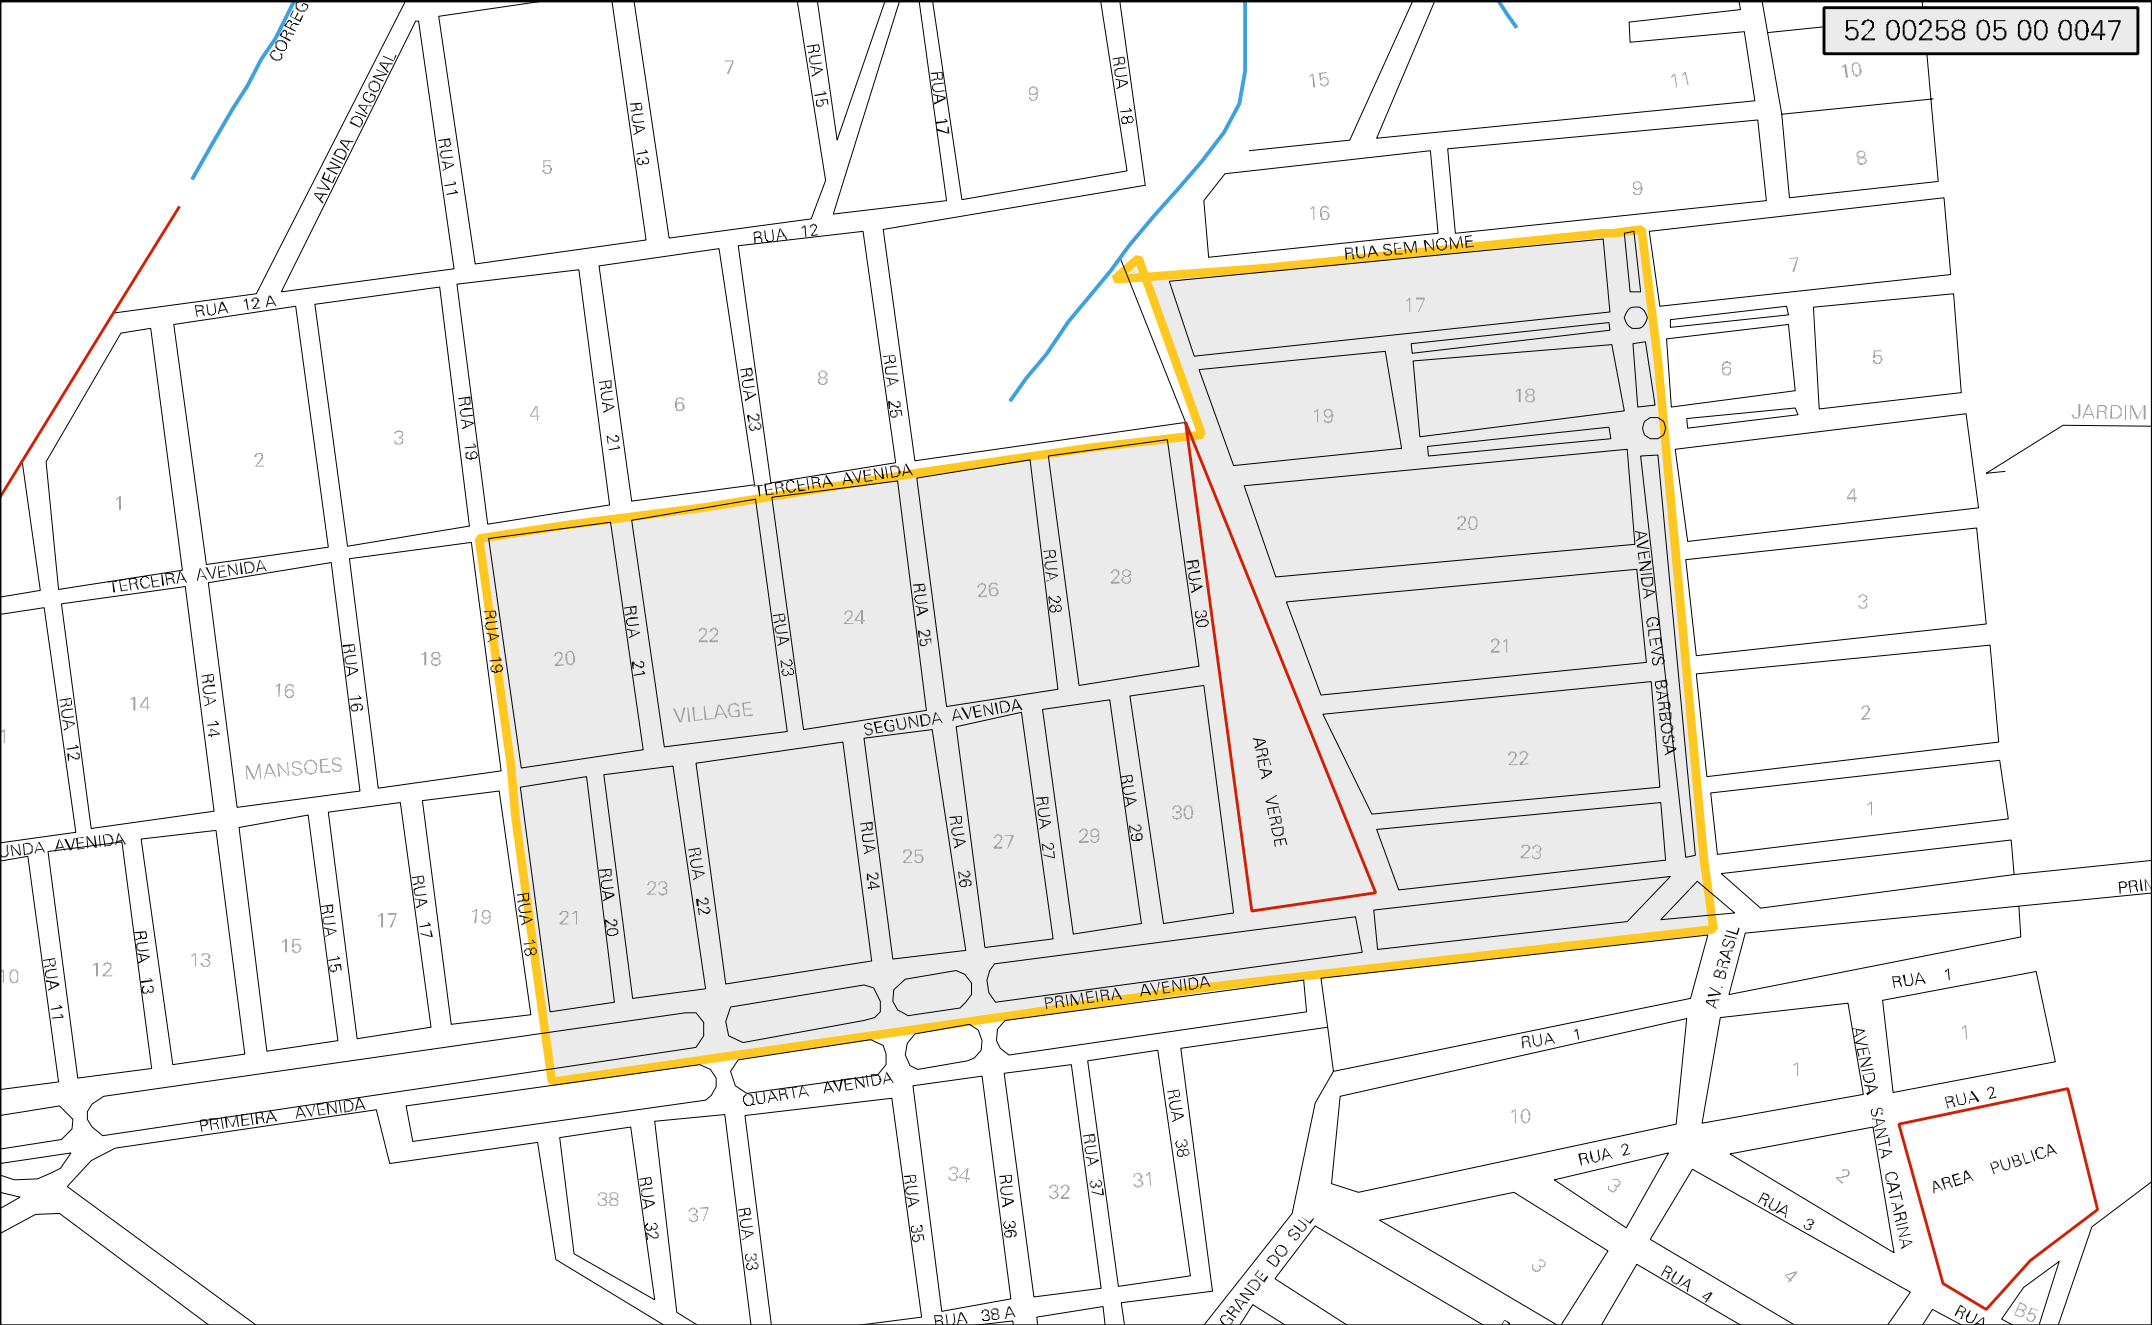 52 00258 05 00 0047
CORREG
AVENIDA DIAGONAL
RUA 11
RUA 13
RUA 15
RUA 17
RUA 18
7
9
5
15
11
10
8
16
9
RUA 12
RUA SEM NOME
RUA 12 A
7
17
1
2
3
4
6
8
RUA 19
RUA 21
RUA 23
RUA 25
19
18
6
5
JARDIM
TERCEIRA AVENIDA
TERCEIRA AVENIDA
20
4
RUA 12
14
RUA 14
16
RUA 16
18
RUA 19
20
RUA 21
22
RUA 23
24
RUA 25
26
RUA 28
28
RUA 30
AVENIDA GLEVS BARBOSA
21
3
MANSOES
VILLAGE
SEGUNDA AVENIDA
AREA VERDE
22
2
UNDA AVENIDA
10
RUA 11
12
RUA 13
13
15
RUA 15
17
RUA 17
19
RUA 18
21
RUA 20
23
RUA 22
RUA 24
25
RUA 26
27
RUA 27
29
RUA 29
30
23
1
PRIM
PRIMEIRA AVENIDA
PRIMEIRA AVENIDA
AV. BRASIL
RUA 1
RUA 1
QUARTA AVENIDA
10
1
1
AVENIDA SANTA CATARINA
RUA 2
RUA 2
AREA PUBLICA
38
RUA 32
37
RUA 33
RUA 35
34
RUA 36
32
RUA 37
31
RUA 38
3
2
RUA 3
3
4
RUA 4
GRANDE DO SUL
RUA 38 A
RUA
B5